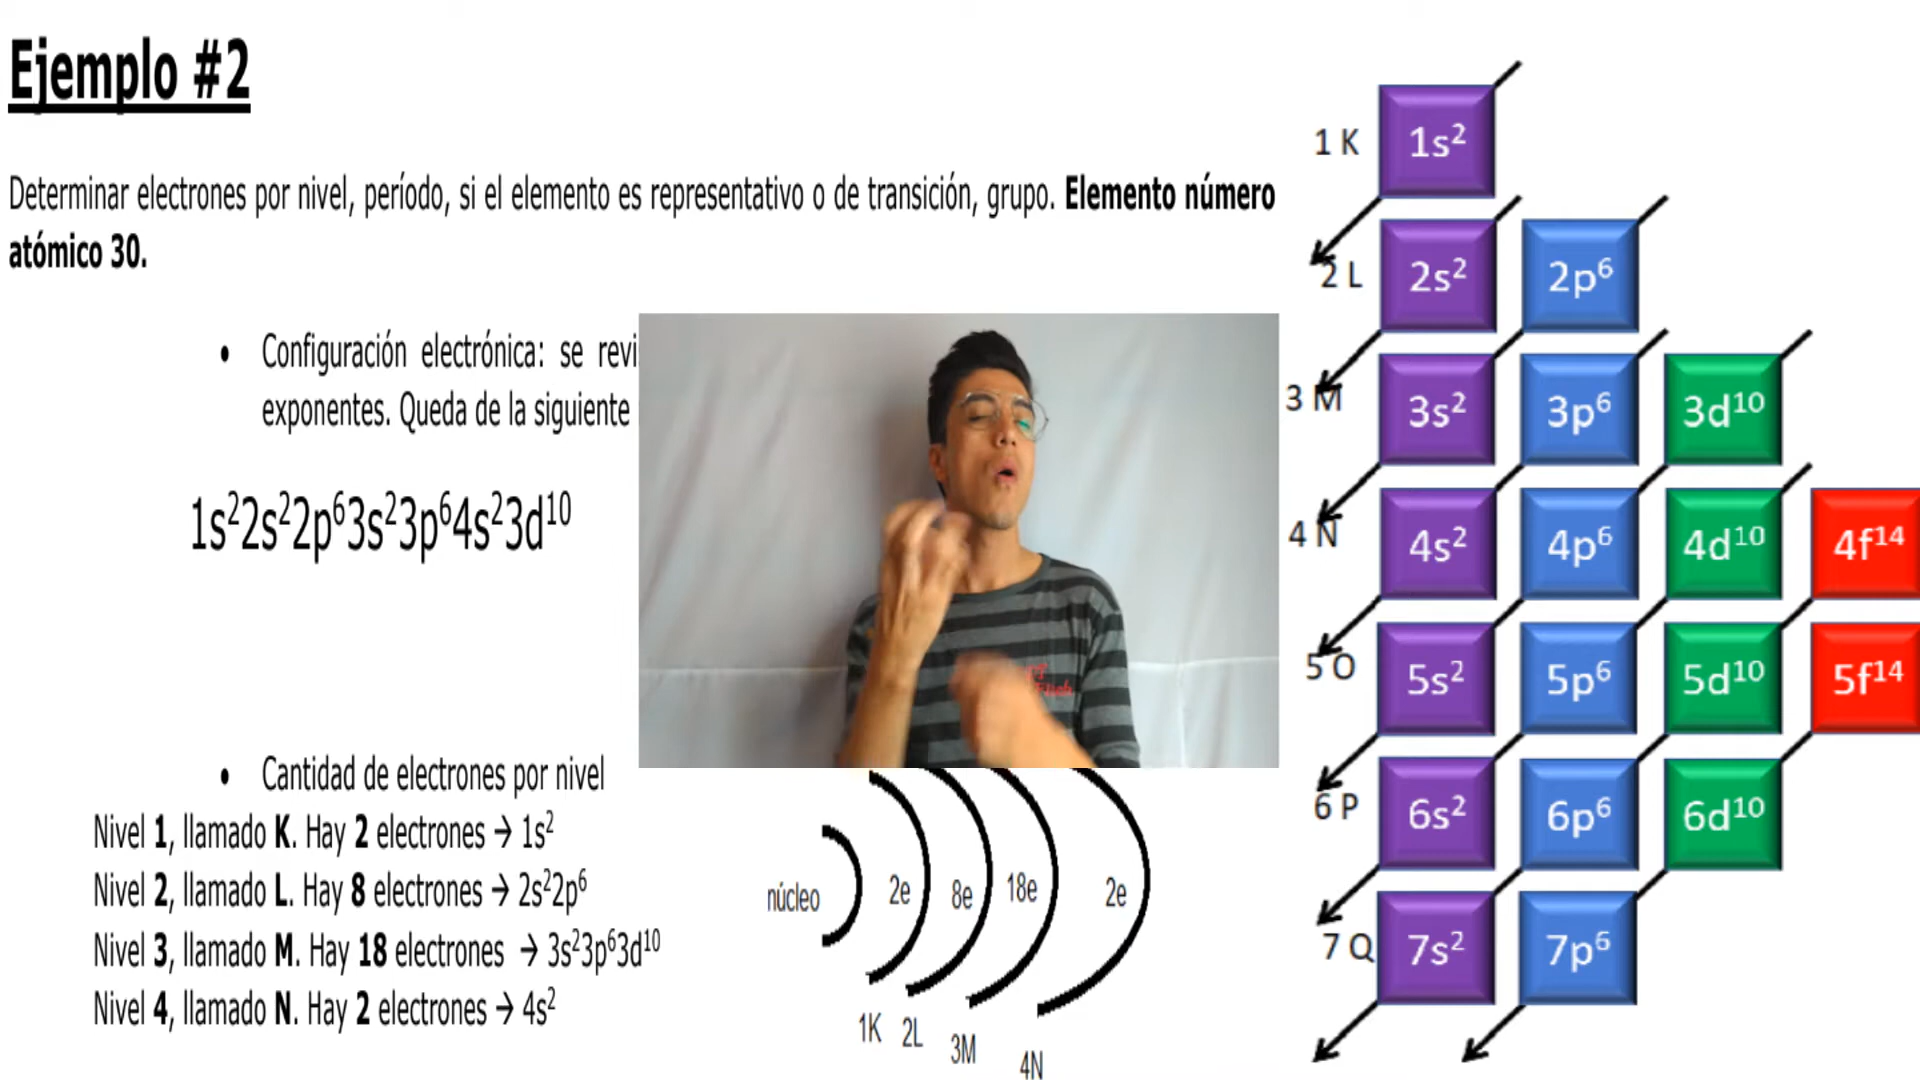 Ejemplo #2
Determinar electrones por nivel, período, si el elemento es representativo o de transición, grupo. Elemento número
atómico 30.
• Configuración electrónica: se revi
exponentes. Queda de la siguiente
1s²2s²2p⁶3s²3p⁶4s²3d¹⁰
• Cantidad de electrones por nivel
Nivel 1, llamado K. Hay 2 electrones → 1s²
Nivel 2, llamado L. Hay 8 electrones → 2s²2p⁶
Nivel 3, llamado M. Hay 18 electrones → 3s²3p⁶3d¹⁰
Nivel 4, llamado N. Hay 2 electrones → 4s²
núcleo 2e 8e 18e 2e
1K 2L 3M 4N
1 K 1s²
2 L 2s² 2p⁶
3 M 3s² 3p⁶ 3d¹⁰
4 N 4s² 4p⁶ 4d¹⁰ 4f¹⁴
5 O 5s² 5p⁶ 5d¹⁰ 5f¹⁴
6 P 6s² 6p⁶ 6d¹⁰
7 Q 7s² 7p⁶